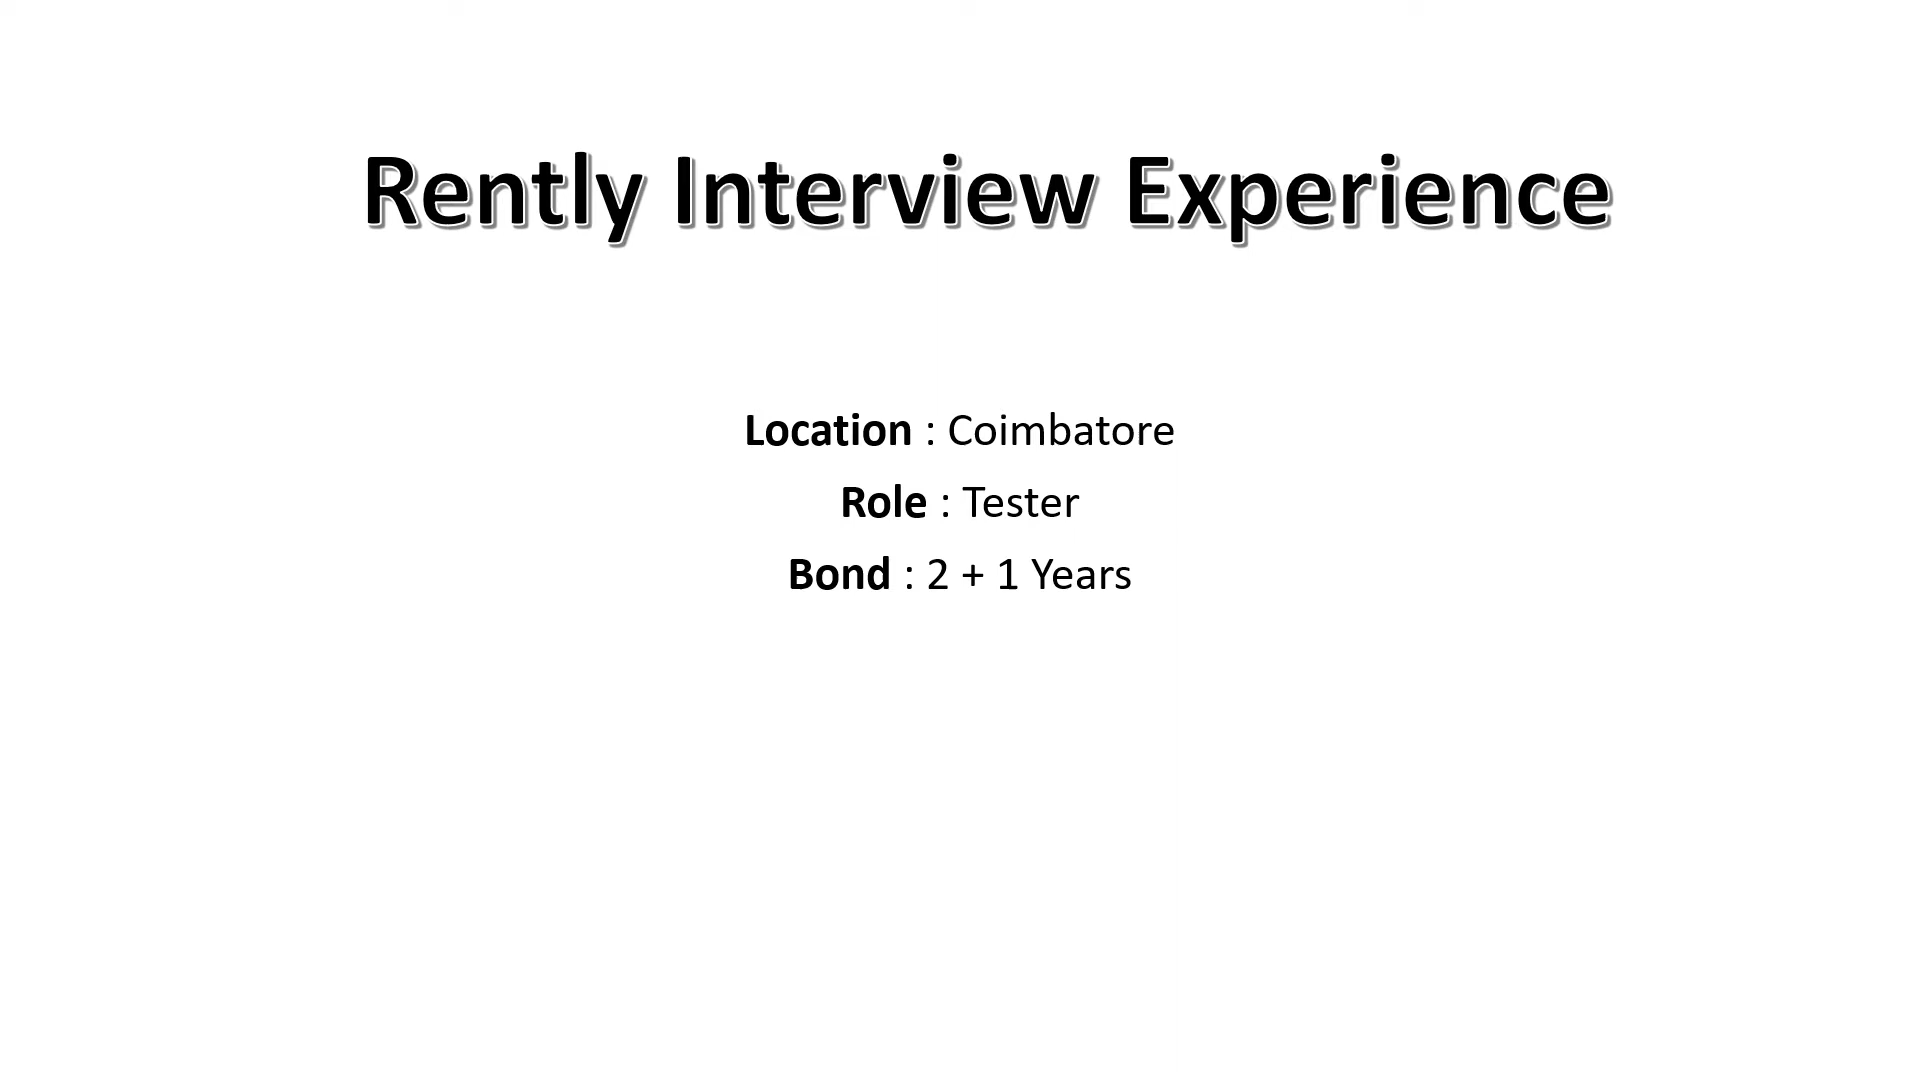 Rently Interview Experience
Location : Coimbatore
Role : Tester
Bond : 2 + 1 Years